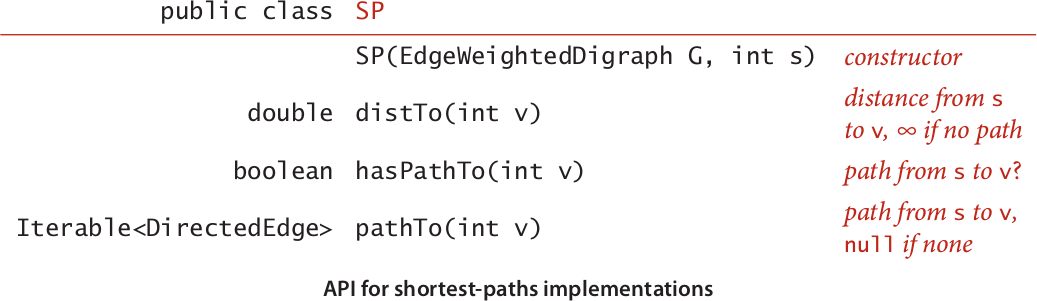 public class SP
SP(EdgeWeightedDigraph G, int s) constructor
double distTo(int v) distance from s
to v, ∞ if no path
boolean hasPathTo(int v) path from s to v?
Iterable<DirectedEdge> pathTo(int v) path from s to v,
null if none
API for shortest-paths implementations